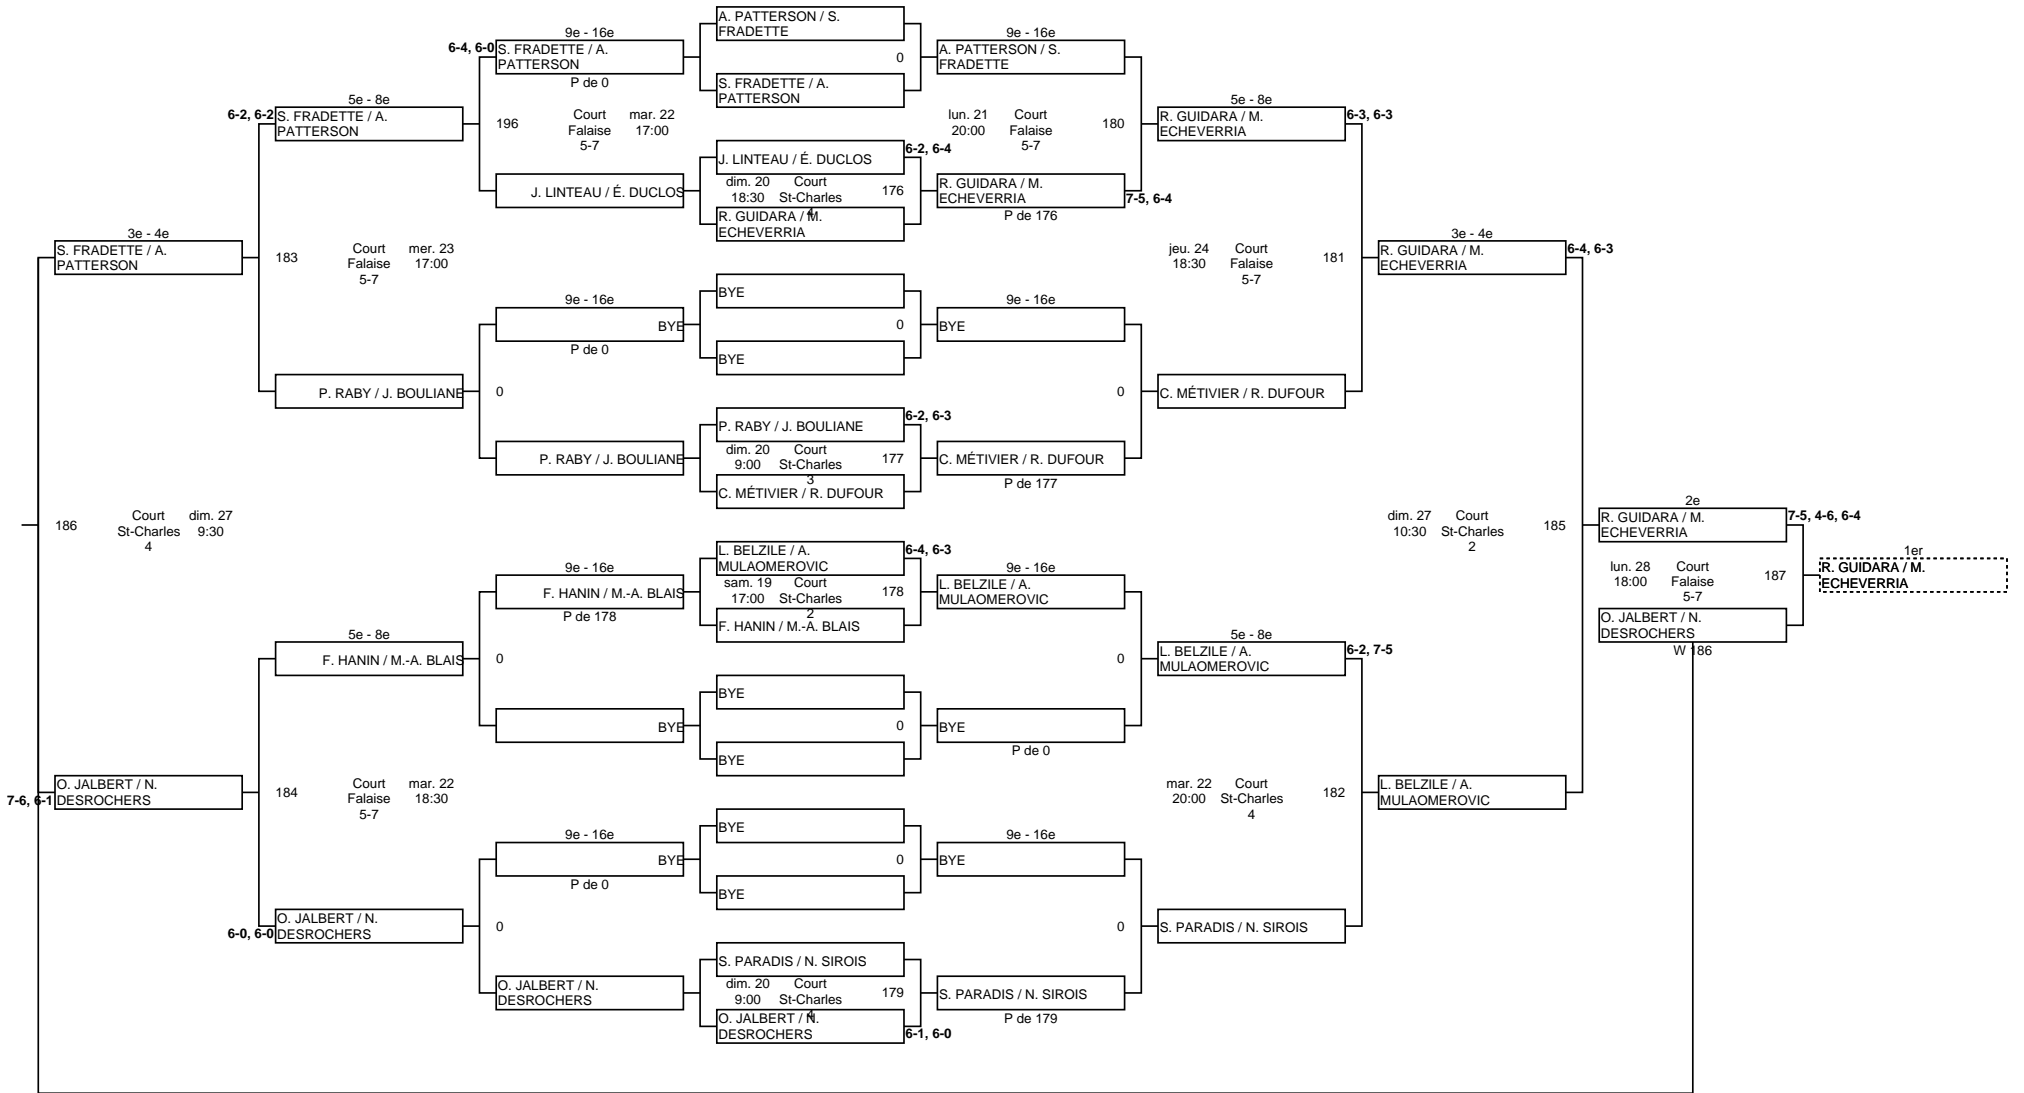 3e - 4e
S. FRADETTE / A.
PATTERSON
186
Court
St-Charles
4
dim. 27
9:30
7-6, 6-1
O. JALBERT / N.
DESROCHERS
5e - 8e
6-2, 6-2
S. FRADETTE / A.
PATTERSON
183
Court
Falaise
5-7
mer. 23
17:00
P. RABY / J. BOULIANE
5e - 8e
F. HANIN / M.-A. BLAIS
184
Court
Falaise
5-7
mar. 22
18:30
6-0, 6-0
O. JALBERT / N.
DESROCHERS
9e - 16e
6-4, 6-0
S. FRADETTE / A.
PATTERSON
P de 0
196
Court
Falaise
5-7
mar. 22
17:00
J. LINTEAU / É. DUCLOS
9e - 16e
BYE
P de 0
0
P. RABY / J. BOULIANE
9e - 16e
F. HANIN / M.-A. BLAIS
P de 178
0
BYE
9e - 16e
BYE
P de 0
0
O. JALBERT / N.
DESROCHERS
A. PATTERSON / S.
FRADETTE
0
S. FRADETTE / A.
PATTERSON
J. LINTEAU / É. DUCLOS
6-2, 6-4
dim. 20
18:30
Court
St-Charles
4
176
R. GUIDARA / M.
ECHEVERRIA
BYE
0
BYE
P. RABY / J. BOULIANE
6-2, 6-3
dim. 20
9:00
Court
St-Charles
3
177
C. MÉTIVIER / R. DUFOUR
L. BELZILE / A.
MULAOMEROVIC
6-4, 6-3
sam. 19
17:00
Court
St-Charles
2
178
F. HANIN / M.-A. BLAIS
BYE
0
BYE
BYE
0
BYE
S. PARADIS / N. SIROIS
dim. 20
9:00
Court
St-Charles
4
179
O. JALBERT / N.
DESROCHERS
6-1, 6-0
9e - 16e
A. PATTERSON / S.
FRADETTE
lun. 21
20:00
Court
Falaise
5-7
180
R. GUIDARA / M.
ECHEVERRIA
7-5, 6-4
P de 176
9e - 16e
BYE
0
C. MÉTIVIER / R. DUFOUR
P de 177
9e - 16e
L. BELZILE / A.
MULAOMEROVIC
0
BYE
P de 0
9e - 16e
BYE
0
S. PARADIS / N. SIROIS
P de 179
5e - 8e
R. GUIDARA / M.
ECHEVERRIA
6-3, 6-3
jeu. 24
18:30
Court
Falaise
5-7
181
C. MÉTIVIER / R. DUFOUR
5e - 8e
L. BELZILE / A.
MULAOMEROVIC
6-2, 7-5
mar. 22
20:00
Court
St-Charles
4
182
S. PARADIS / N. SIROIS
3e - 4e
R. GUIDARA / M.
ECHEVERRIA
6-4, 6-3
dim. 27
10:30
Court
St-Charles
2
185
L. BELZILE / A.
MULAOMEROVIC
2e
R. GUIDARA / M.
ECHEVERRIA
7-5, 4-6, 6-4
lun. 28
18:00
Court
Falaise
5-7
187
O. JALBERT / N.
DESROCHERS
W 186
1er
R. GUIDARA / M.
ECHEVERRIA